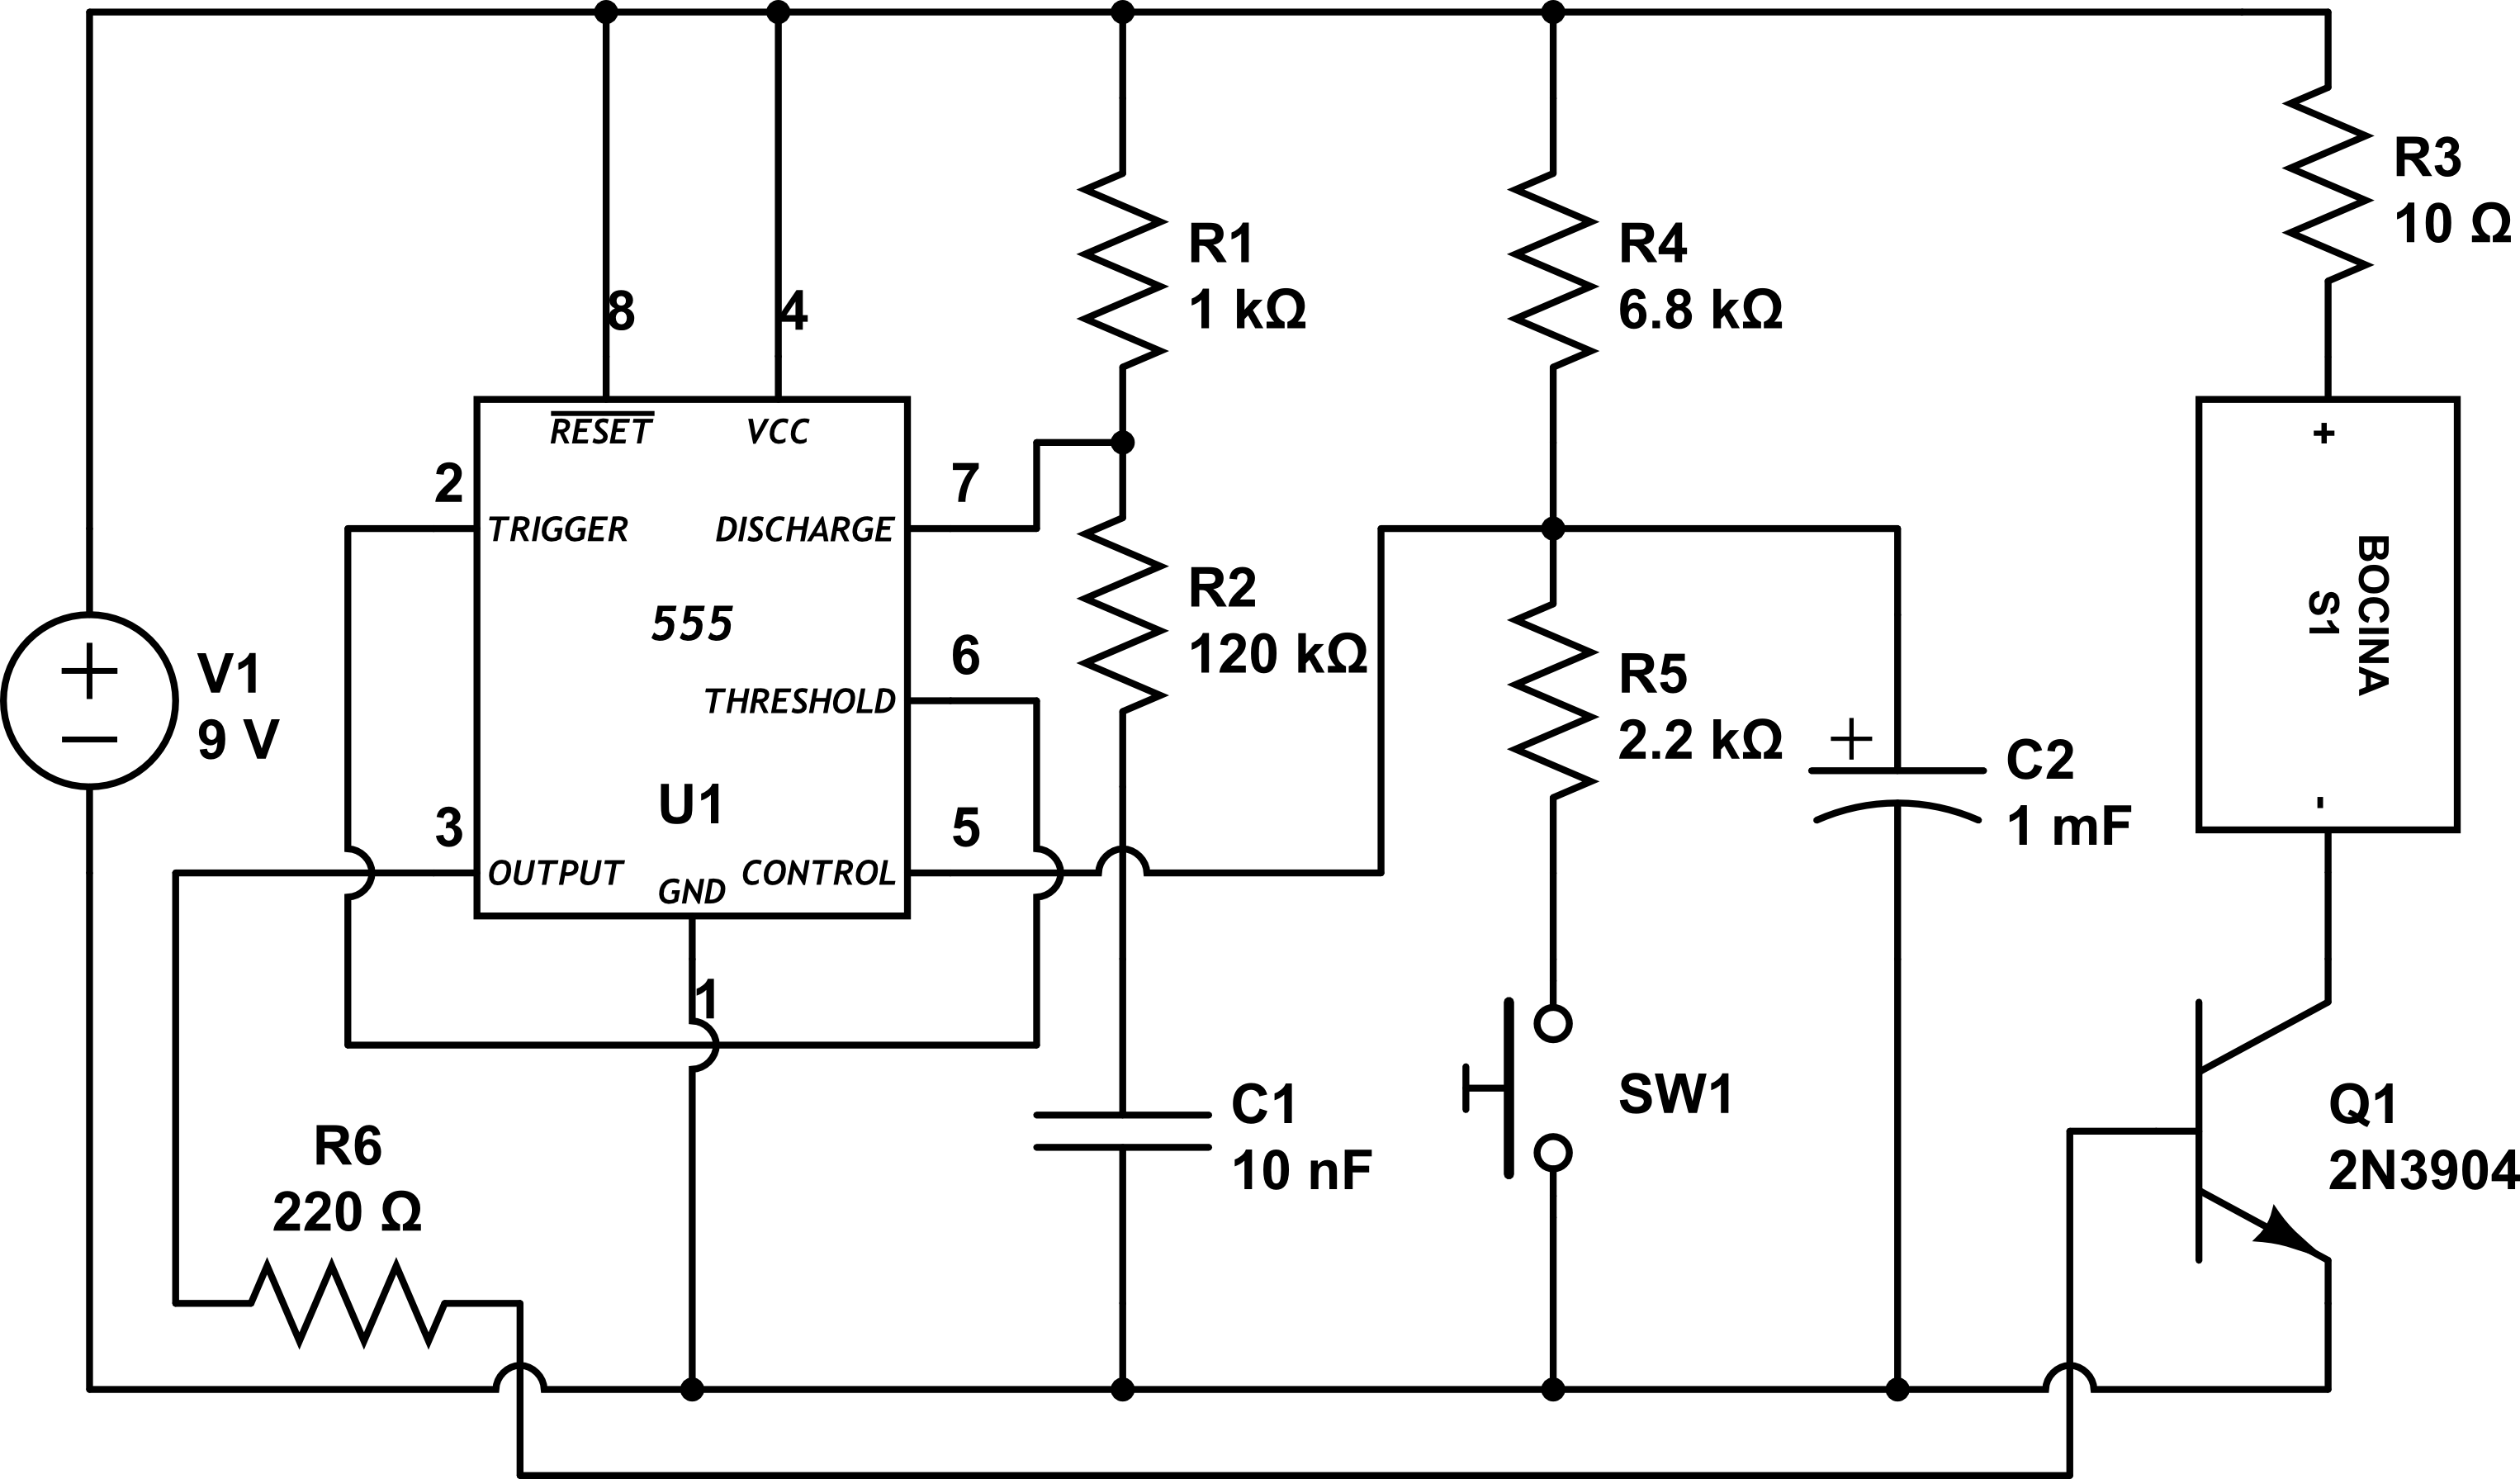 8
4
R1
1 kΩ
R4
6.8 kΩ
R3
10 Ω
RESET
VCC
+
2
7
TRIGGER
DISCHARGE
555
R2
120 kΩ
BOCINA
S1
V1
9 V
+
−
6
THRESHOLD
R5
2.2 kΩ
+
C2
1 mF
U1
-
3
5
OUTPUT
GND
CONTROL
1
R6
220 Ω
C1
10 nF
SW1
Q1
2N3904